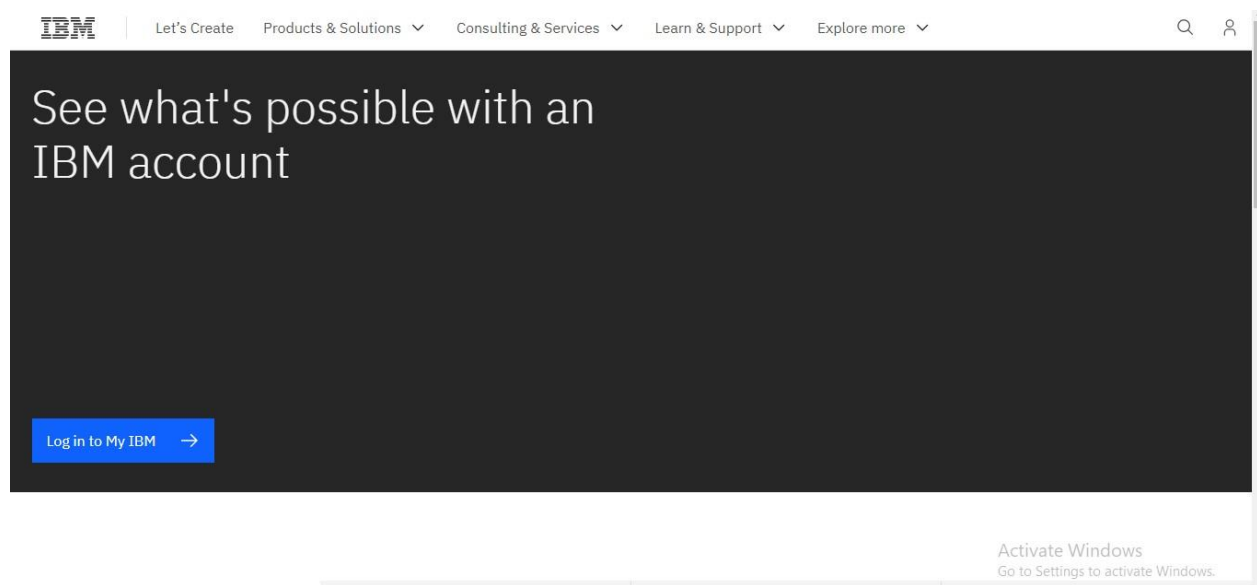 IBM Let's Create Products & Solutions Consulting & Services Learn & Support Explore more
See what's possible with an
IBM account
Log in to My IBM
Activate Windows
Go to Settings to activate Windows.